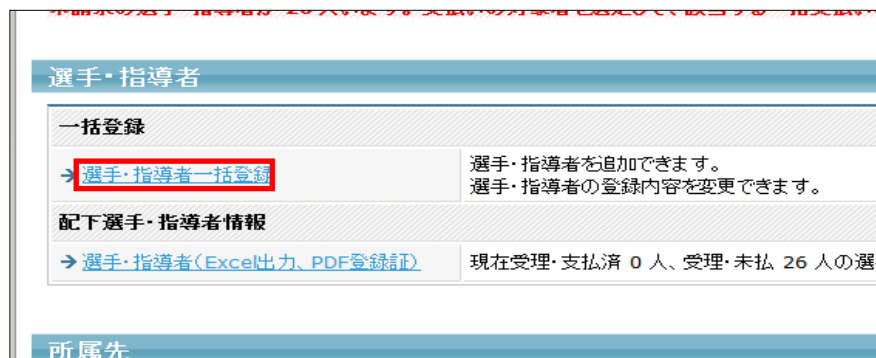 選手・指導者
一括登録
→ 選手・指導者一括登録
選手・指導者を追加できます。
選手・指導者の登録内容を変更できます。
配下選手・指導者情報
→ 選手・指導者（Excel出力、PDF登録証）
現在受理・支払済 0 人、受理・未払 26 人の選
所属先